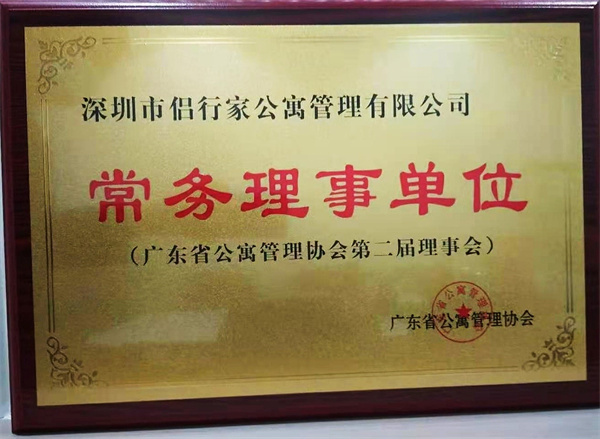 深圳市侣行家公寓管理有限公司
常务理事单位
（广东省公寓管理协会第二届理事会）
广东省公寓管理协会